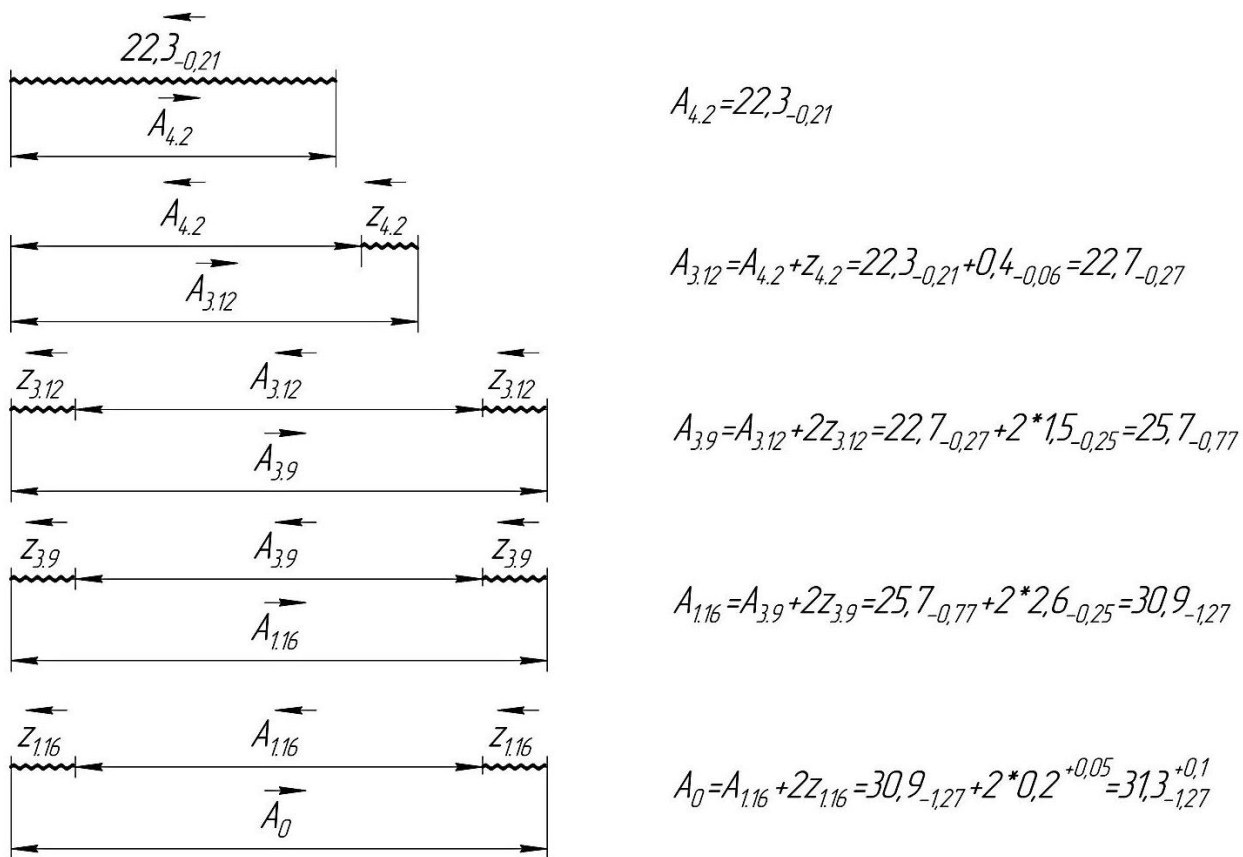 22,3-0,21
A4.2
A4.2=22,3-0,21
A4.2 z4.2
A3.12
A3.12=A4.2+z4.2=22,3-0,21+0,4-0,06=22,7-0,27
z3.12 A3.12 z3.12
A3.9
A3.9=A3.12+2z3.12=22,7-0,27+2*1,5-0,25=25,7-0,77
z3.9 A3.9 z3.9
A1.16
A1.16=A3.9+2z3.9=25,7-0,77+2*2,6-0,25=30,9-1,27
z1.16 A1.16 z1.16
A0
A0=A1.16+2z1.16=30,9-1,27+2*0,2+0,05=31,3+0,1-1,27